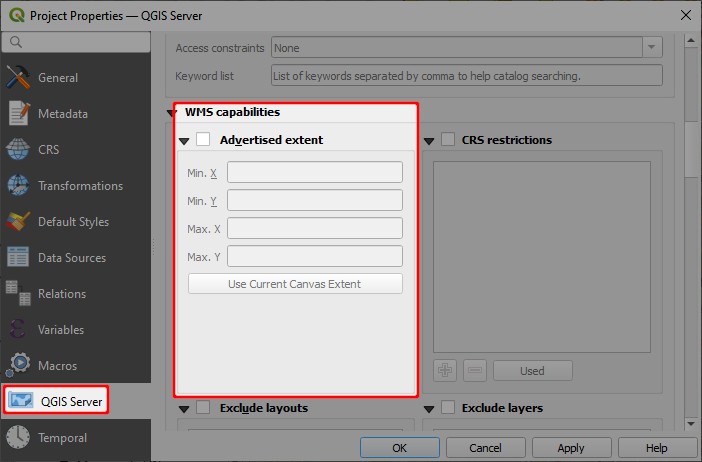 Project Properties — QGIS Server
General
Metadata
CRS
Transformations
Default Styles
Data Sources
Relations
Variables
Macros
QGIS Server
Temporal
Access constraints
None
Keyword list
List of keywords separated by comma to help catalog searching.
WMS capabilities
Advertised extent
Min. X
Min. Y
Max. X
Max. Y
Use Current Canvas Extent
CRS restrictions
Used
Exclude layouts
Exclude layers
OK
Cancel
Apply
Help